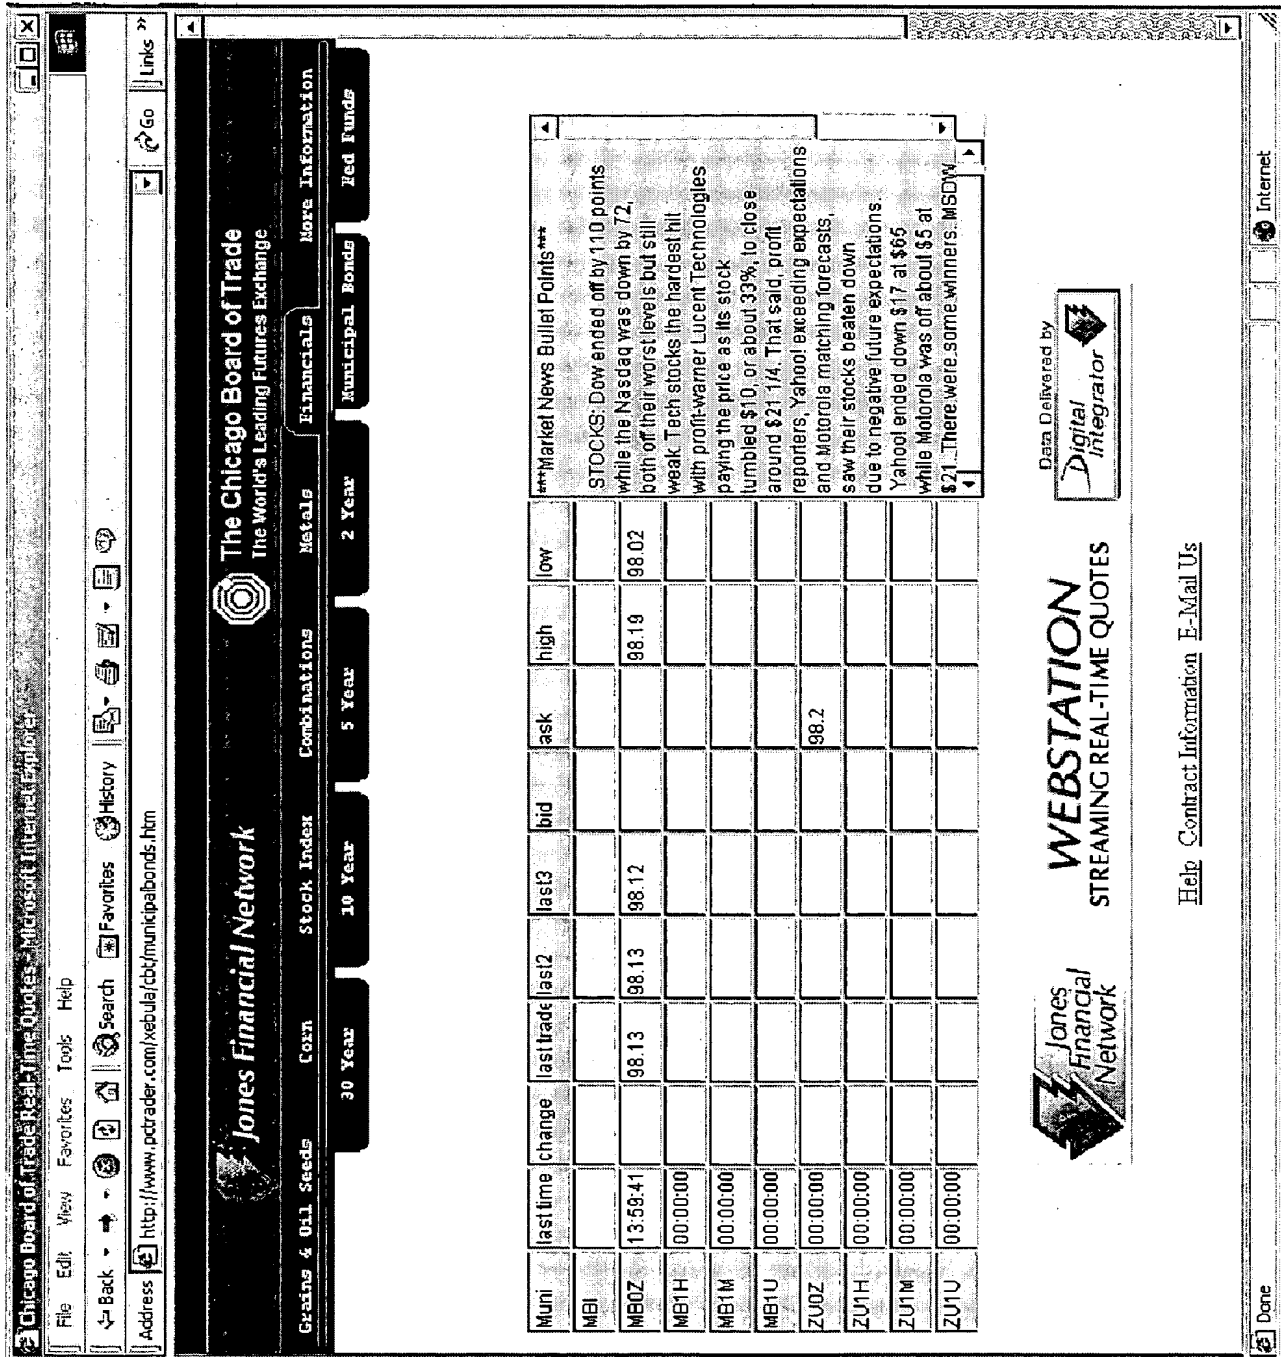 Chicago Board of Trade Real-Time Quotes - Microsoft Internet Explorer
File Edit View Favorites Tools Help
Back Search Favorites History
Address http://www.pctrader.com/xebula/cbt/municipalbonds.htm Go Links »
Jones Financial Network The Chicago Board of Trade
The World's Leading Futures Exchange
Grains & Oil Seeds Corn Stock Index Combinations Metals Financials More Information
30 Year 10 Year 5 Year 2 Year Municipal Bonds Fed Funds
Muni last time change last trade last2 last3 bid ask high low
MBI
MB0Z 13:59:41 98.13 98.13 98.12 98.19 98.02
MB1H 00:00:00
MB1M 00:00:00
MB1U 00:00:00
ZU0Z 00:00:00 98.2
ZU1H 00:00:00
ZU1M 00:00:00
ZU1U 00:00:00
***Market News Bullet Points***
STOCKS: Dow ended off by 110 points
while the Nasdaq was down by 72,
both off their worst levels but still
weak. Tech stocks the hardest hit
with profit-warner Lucent Technologies
paying the price as its stock
tumbled $10, or about 33%, to close
around $21 1/4. That said, profit
reporters, Yahoo! exceeding expectations
and Motorola matching forecasts,
saw their stocks beaten down
due to negative future expectations.
Yahoo! ended down $17 at $65
while Motorola was off about $5 at
$21. There were some winners. MSDW
Jones
Financial
Network
WEBSTATION
STREAMING REAL-TIME QUOTES
Data Delivered by
Digital
Integrator
Help Contract Information E-Mail Us
Done Internet